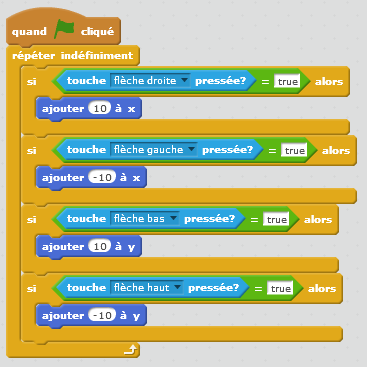 quand cliqué
répéter indéfiniment
si touche flèche droite pressée? = true alors
ajouter 10 à x
si touche flèche gauche pressée? = true alors
ajouter -10 à x
si touche flèche bas pressée? = true alors
ajouter 10 à y
si touche flèche haut pressée? = true alors
ajouter -10 à y